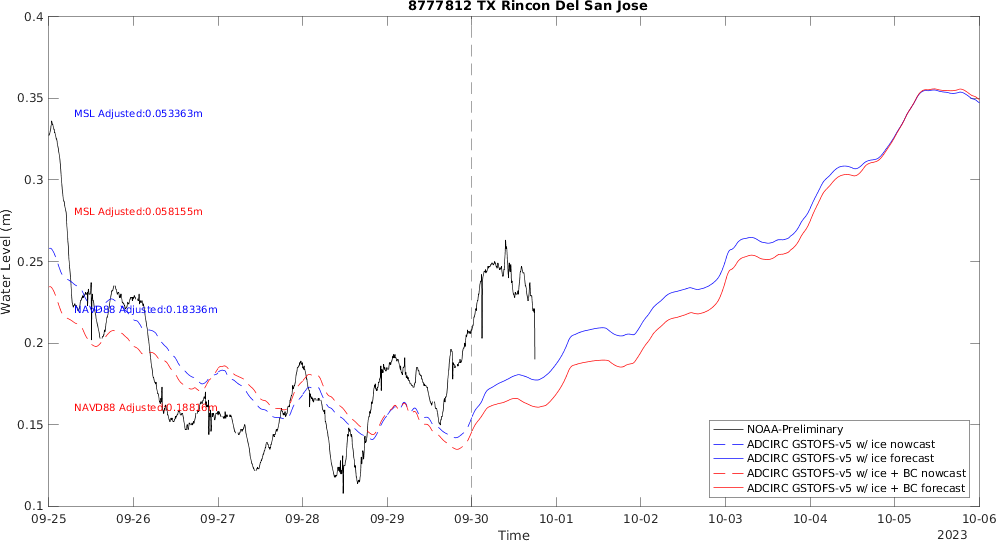 8777812 TX Rincon Del San Jose
0.4
0.35
0.3
0.25
0.2
0.15
0.1
Water Level (m)
MSL Adjusted:0.053363m
MSL Adjusted:0.058155m
NAVD88 Adjusted:0.18336m
NAVD88 Adjusted:0.18816m
NOAA-Preliminary
ADCIRC GSTOFS-v5 w/ ice nowcast
ADCIRC GSTOFS-v5 w/ ice forecast
ADCIRC GSTOFS-v5 w/ ice + BC nowcast
ADCIRC GSTOFS-v5 w/ ice + BC forecast
09-25 09-26 09-27 09-28 09-29 09-30 10-01 10-02 10-03 10-04 10-05 10-06
Time
2023